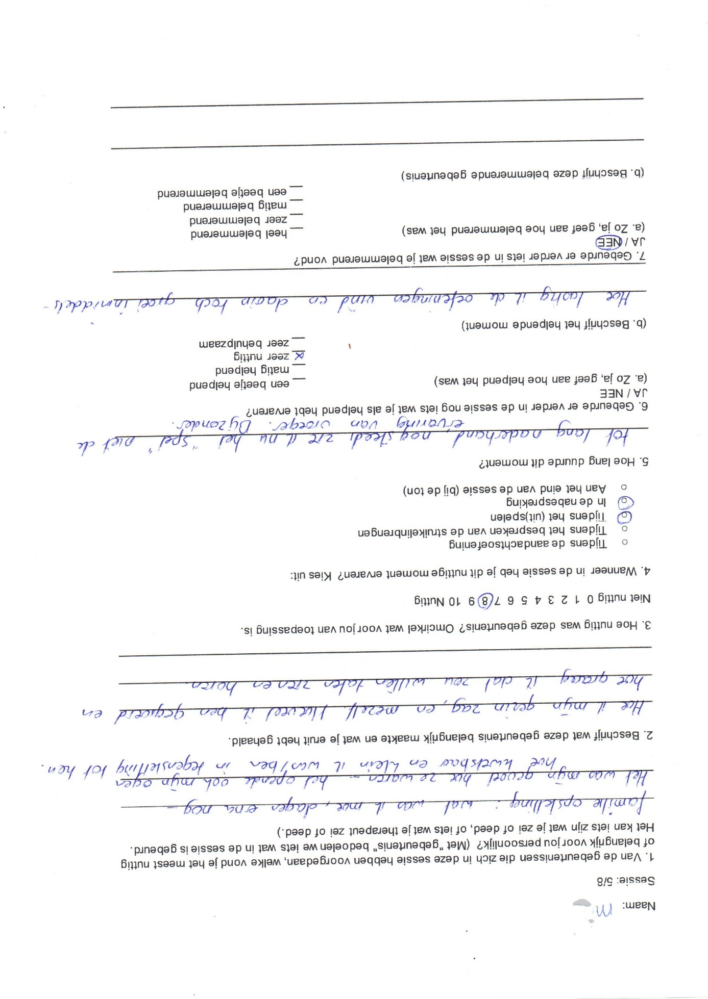 Naam: M
Sessie: 5/8
1. Van de gebeurtenissen die zich in deze sessie hebben voorgedaan, welke vond je het meest nuttig
of belangrijk voor jou persoonlijk? (Met "gebeurtenis" bedoelen we iets wat in de sessie is gebeurd.
Het kan iets zijn wat je zei of deed, of iets wat je therapeut zei of deed.)
familie opstelling : wat was ik moe, dagen erna nog –
Het was mijn gevoel hoe ze waren – het opende ook mijn ogen
hoe kwetsbaar en klein ik was/ben in tegenstelling tot hen.
2. Beschrijf wat deze gebeurtenis belangrijk maakte en wat je eruit hebt gehaald.
Hoe ik mijn gezin zag, en mezelf. Hoeveel ik ben gegroeid en
hoe graag ik dat zou willen laten zien en horen.
3. Hoe nuttig was deze gebeurtenis? Omcirkel wat voor jou van toepassing is.
Niet nuttig 0 1 2 3 4 5 6 7 8 9 10 Nuttig
4. Wanneer in de sessie heb je dit nuttige moment ervaren? Kies uit:
Tijdens de aandachtsoefening
Tijdens het bespreken van de struikelinbrengen
Tijdens het (uit)spelen
In de nabespreking
Aan het eind van de sessie (bij de ton)
5. Hoe lang duurde dit moment?
tot lang naderhand, nog steeds zie ik nu het "spel" niet de
ervaring van vroeger. Bijzonder.
6. Gebeurde er verder in de sessie nog iets wat je als helpend hebt ervaren?
JA / NEE
(a. Zo ja, geef aan hoe helpend het was) __ een beetje helpend
__ matig helpend
x zeer nuttig
__ zeer behulpzaam
(b. Beschrijf het helpende moment)
Hoe lastig ik de oefeningen vind en daarin toch groei inmiddels
7. Gebeurde er verder iets in de sessie wat je belemmerend vond?
JA / NEE
(a. Zo ja, geef aan hoe belemmerend het was) __ heel belemmerend
__ zeer belemmerend
__ matig belemmerend
__ een beetje belemmerend
(b. Beschrijf deze belemmerende gebeurtenis)